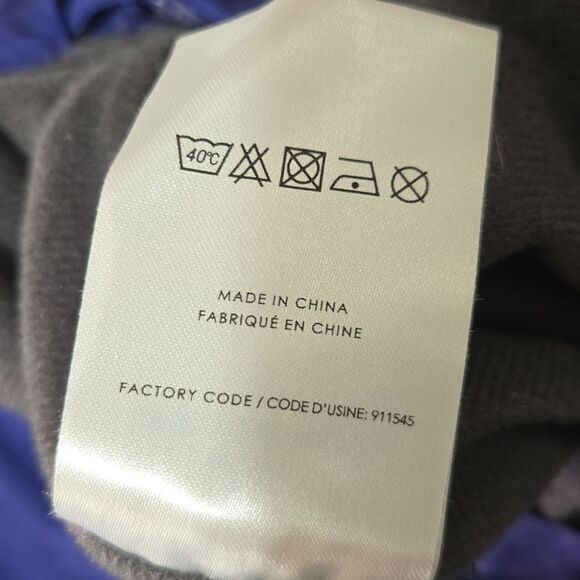 40°C
MADE IN CHINA
FABRIQUÉ EN CHINE
FACTORY CODE / CODE D'USINE: 911545